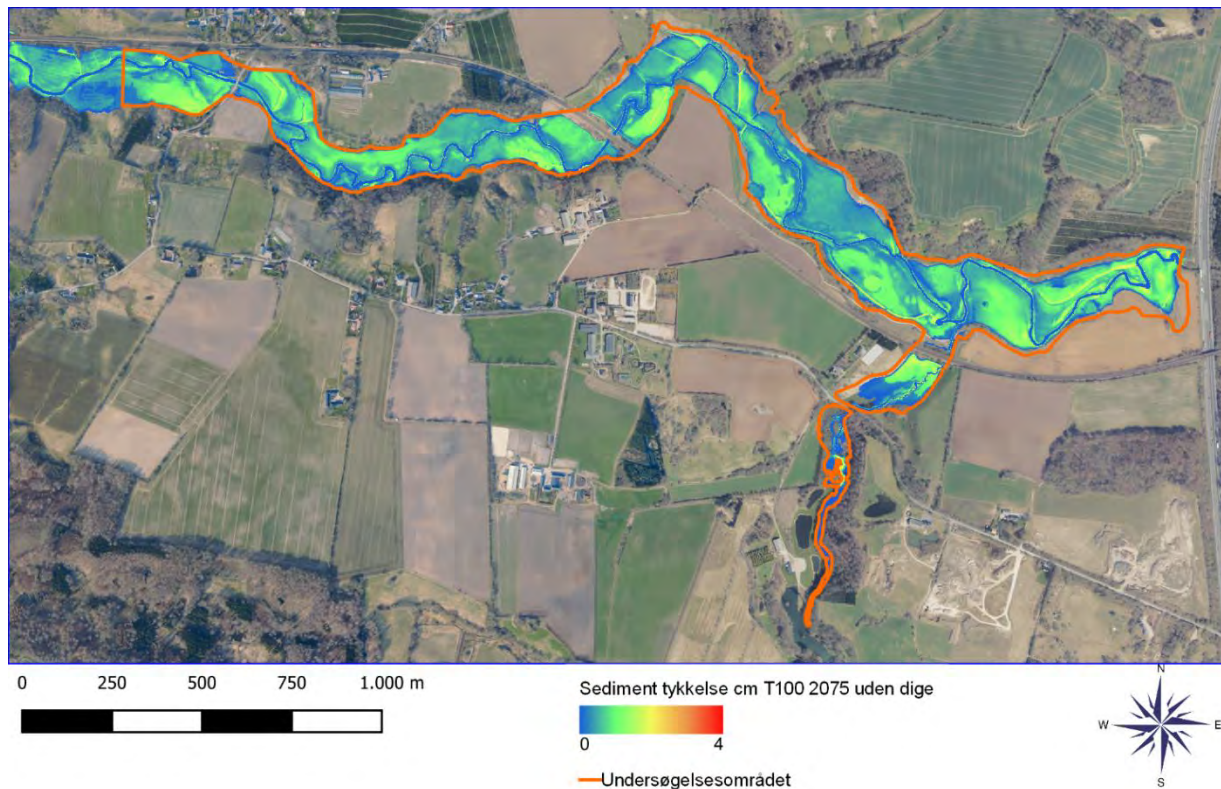 0 250 500 750 1.000 m
Sediment tykkelse cm T100 2075 uden dige
0 4
Undersøgelsesområdet
N
W E
S